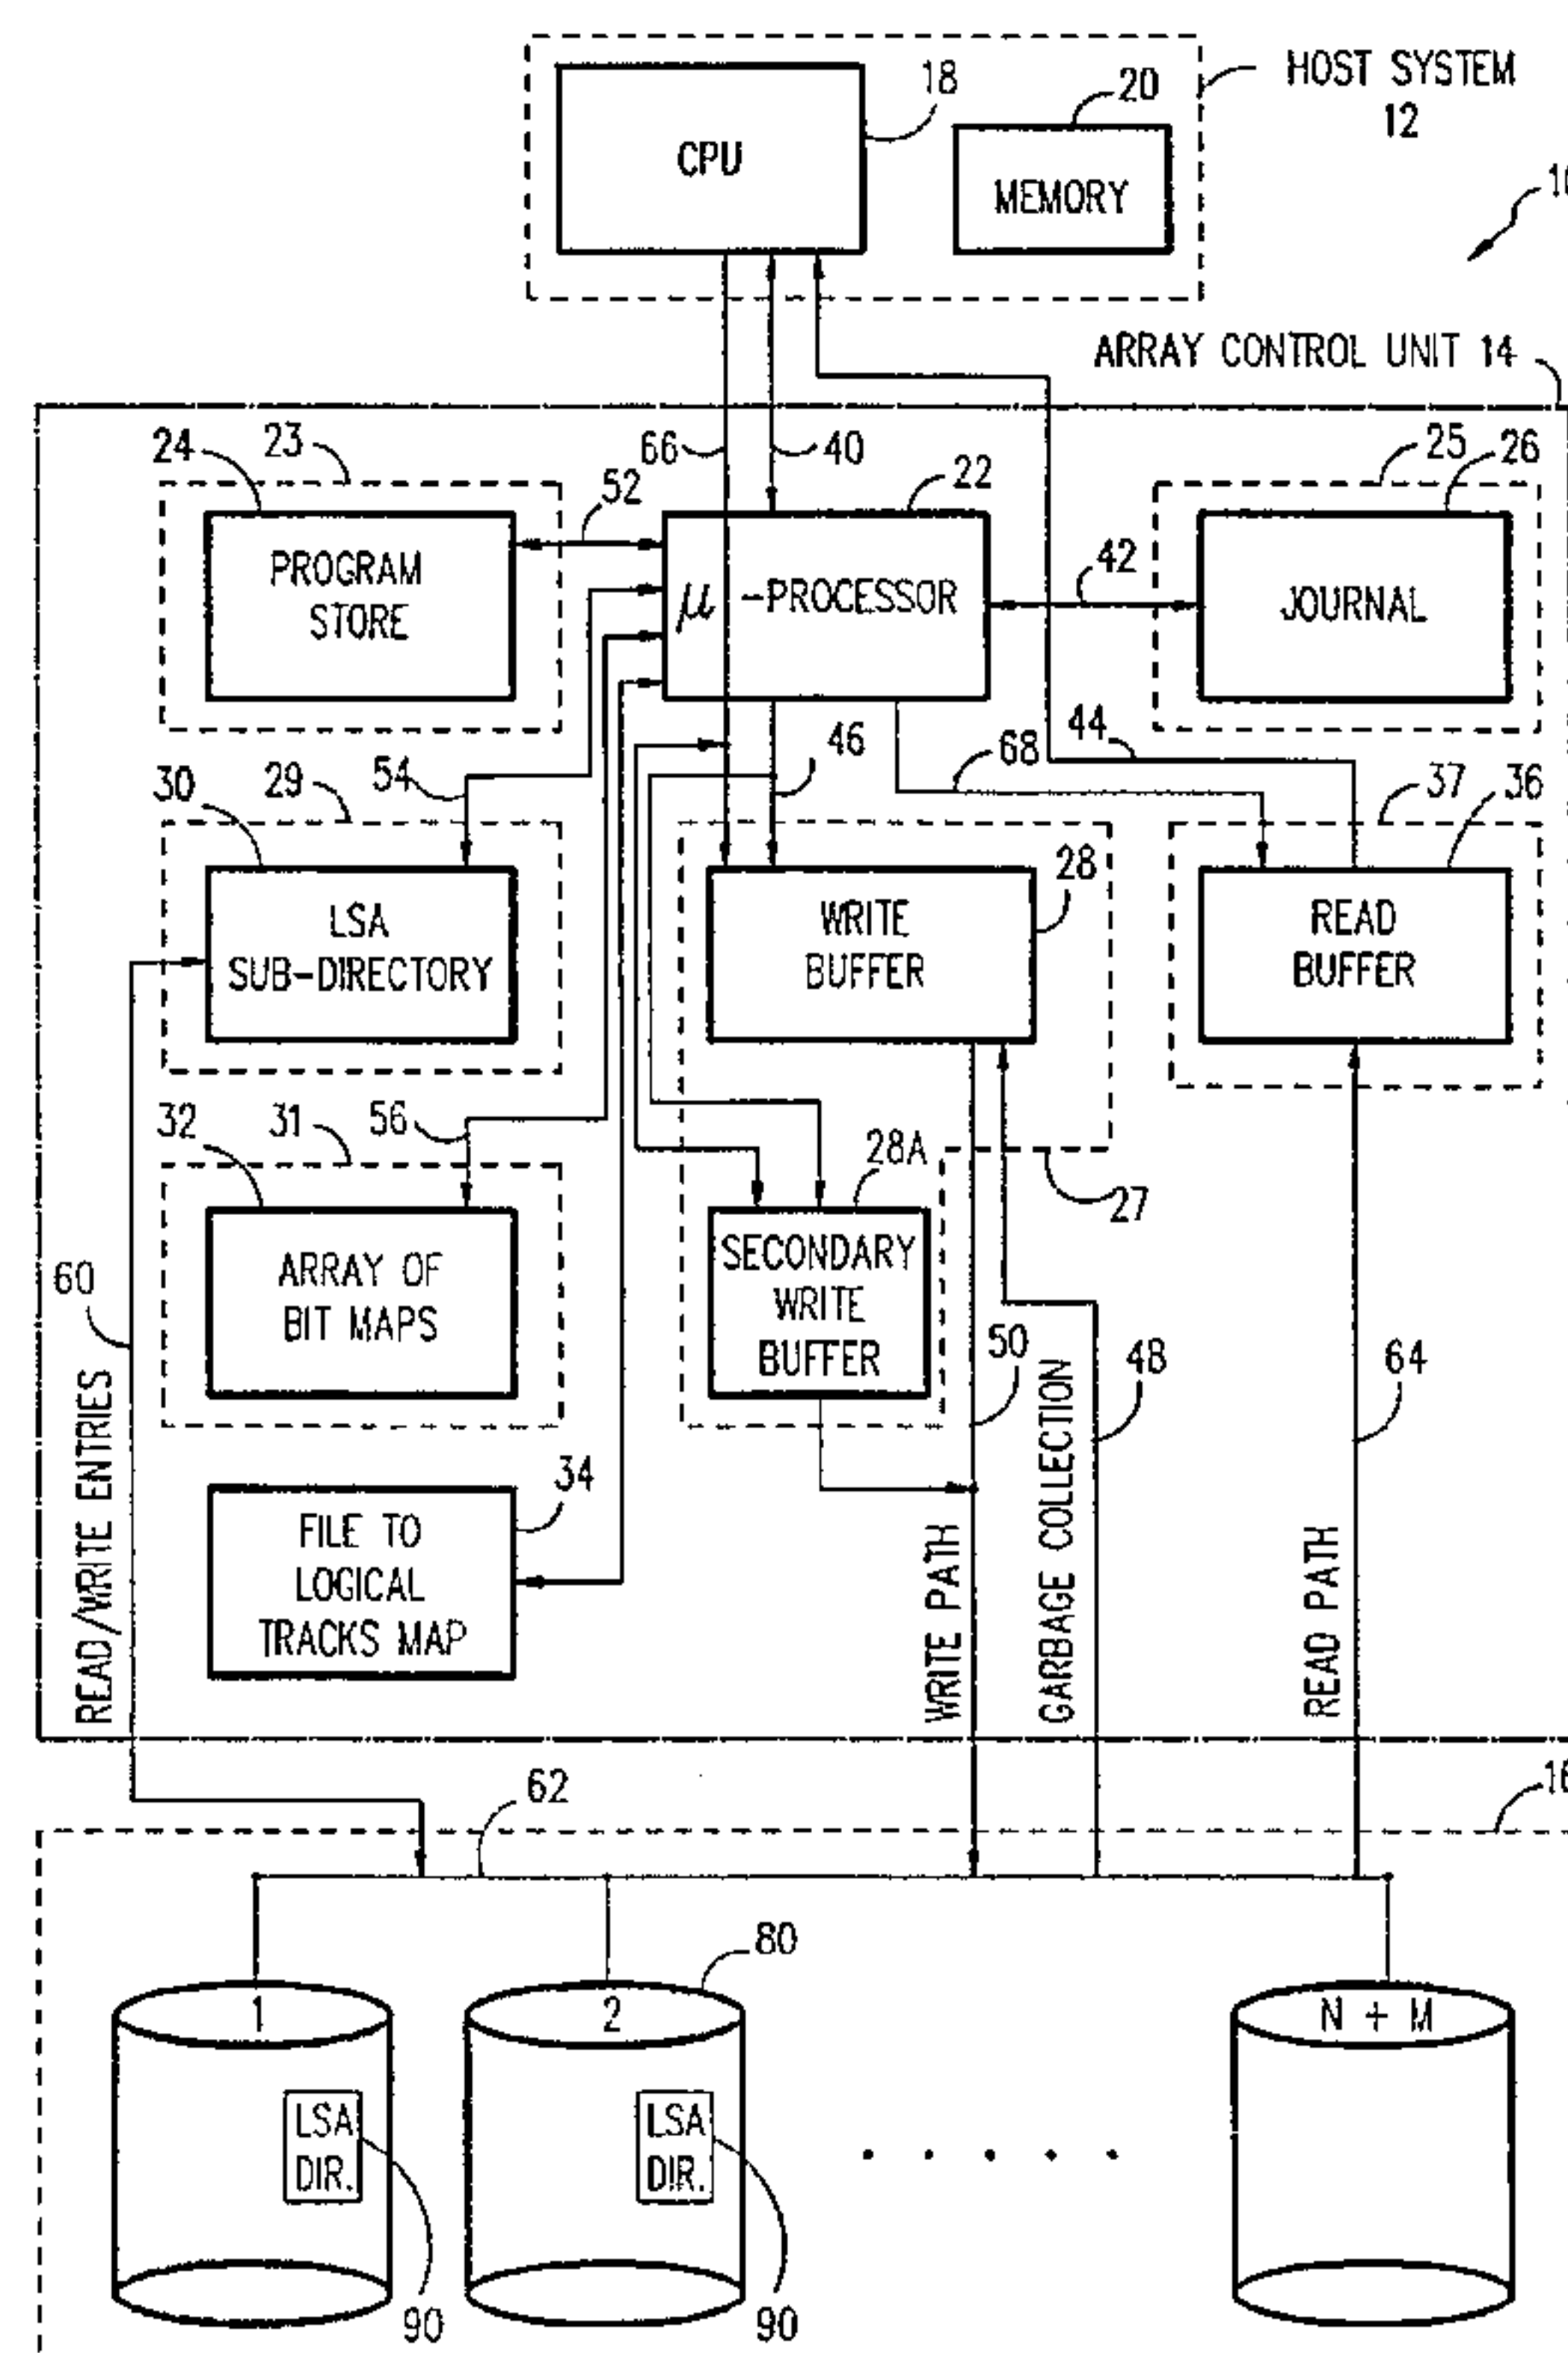 HOST SYSTEM
12
18
20
CPU
MEMORY
ARRAY CONTROL UNIT 14
24
23
66
40
22
25
26
52
42
PROGRAM
STORE
μ -PROCESSOR
JOURNAL
30
29
54
46
68
44
37
36
28
LSA
SUB-DIRECTORY
WRITE
BUFFER
READ
BUFFER
32
31
56
28A
27
ARRAY OF
BIT MAPS
SECONDARY
WRITE
BUFFER
60
50
48
64
34
FILE TO
LOGICAL
TRACKS MAP
READ/WRITE ENTRIES
WRITE PATH
GARBAGE COLLECTION
READ PATH
62
80
1
2
N + M
LSA
DIR.
LSA
DIR.
90
90